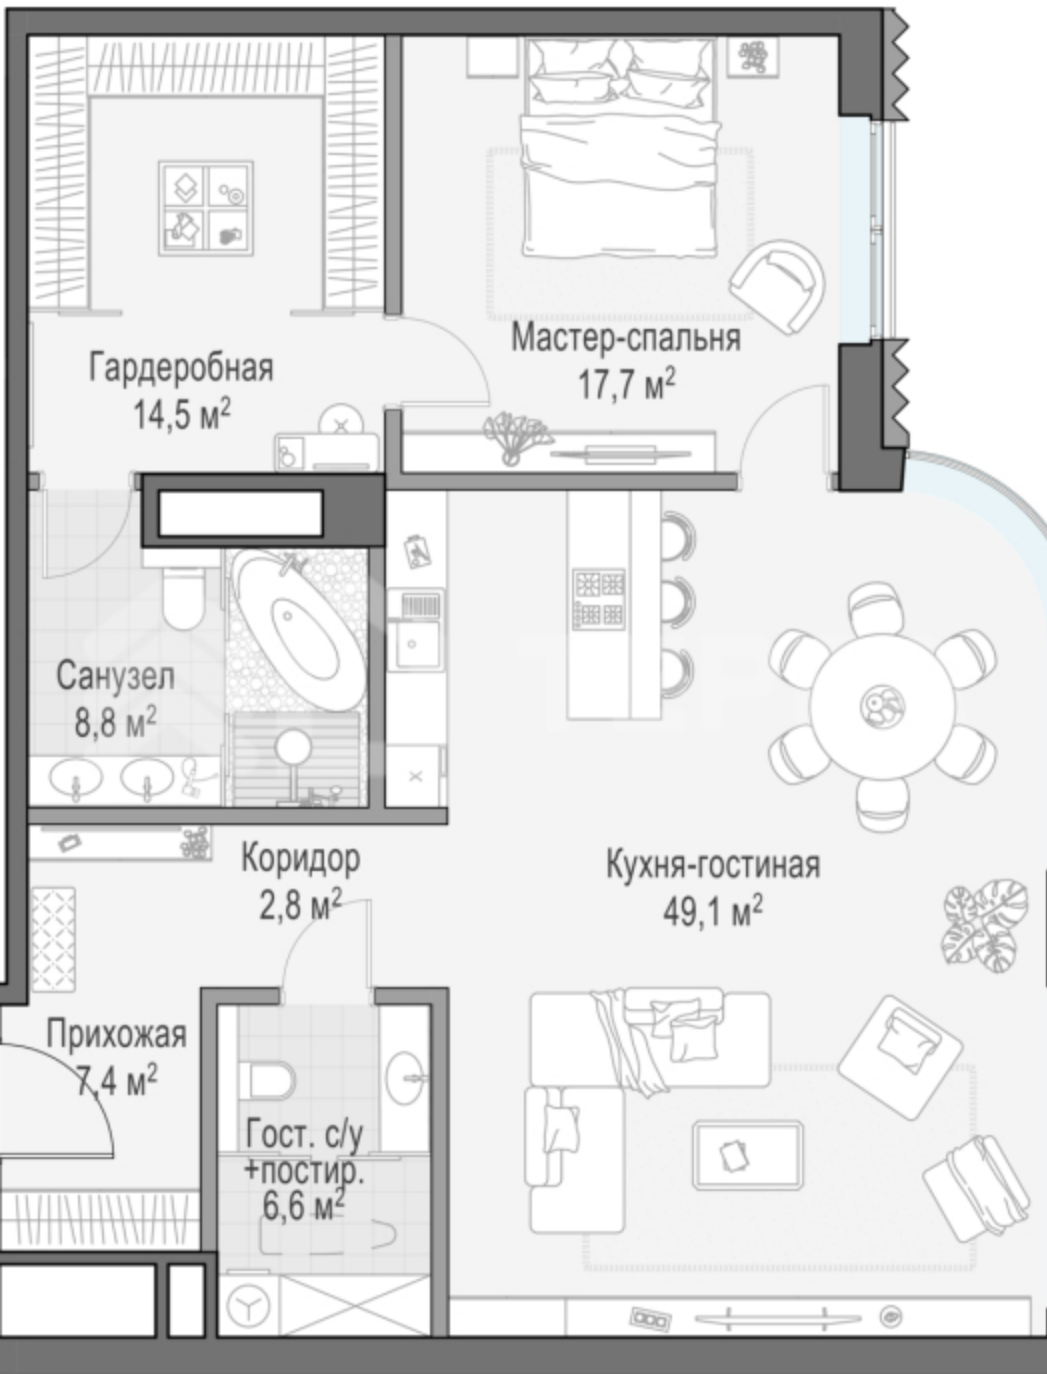 Мастер-спальня
17,7 м²
Гардеробная
14,5 м²
Санузел
8,8 м²
Коридор
2,8 м²
Кухня-гостиная
49,1 м²
Прихожая
7,4 м²
Гост. с/у
+постир.
6,6 м²